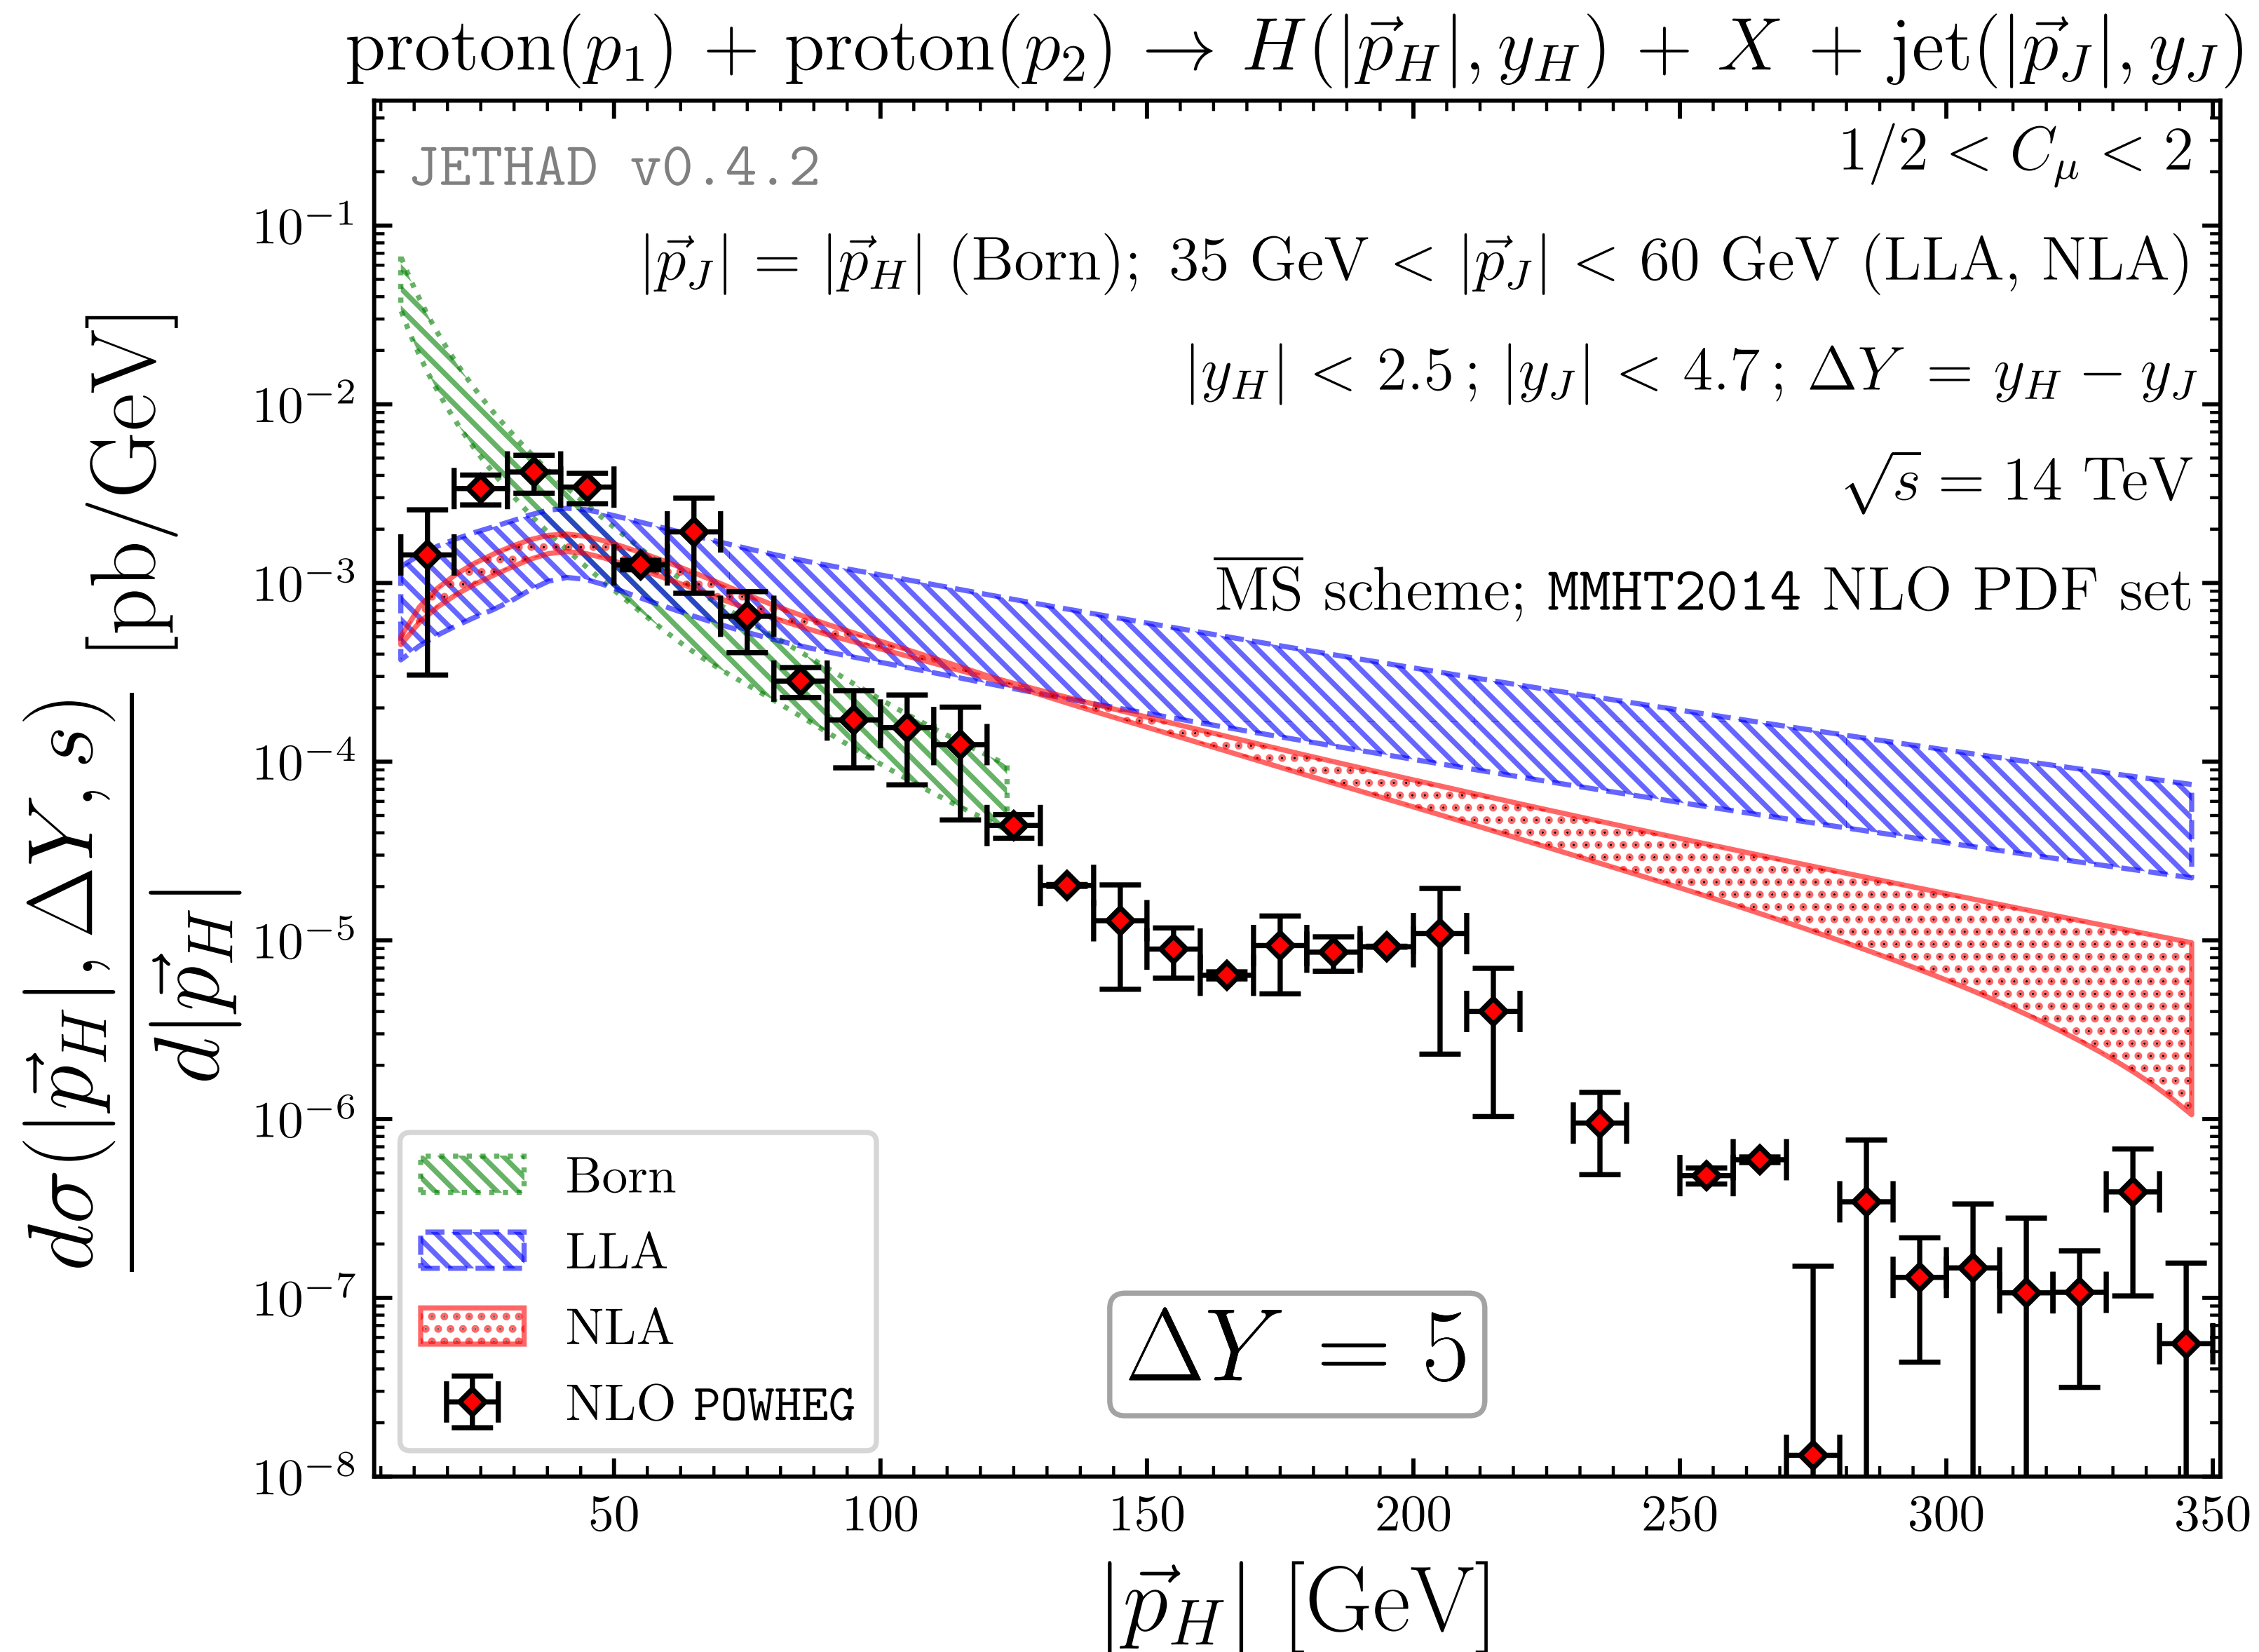 proton(p₁) + proton(p₂) → H(|p⃗_H|, y_H) + X + jet(|p⃗_J|, y_J)
JETHAD v0.4.2
1/2 < C_μ < 2
|p⃗_J| = |p⃗_H| (Born); 35 GeV < |p⃗_J| < 60 GeV (LLA, NLA)
|y_H| < 2.5 ; |y_J| < 4.7 ; ΔY = y_H − y_J
√s = 14 TeV
M̅S̅ scheme; MMHT2014 NLO PDF set
dσ(|p⃗_H|, ΔY, s)
d|p⃗_H|
[pb/GeV]
10⁻¹
10⁻²
10⁻³
10⁻⁴
10⁻⁵
10⁻⁶
10⁻⁷
10⁻⁸
Born
LLA
NLA
NLO POWHEG
ΔY = 5
50 100 150 200 250 300 350
|p⃗_H| [GeV]